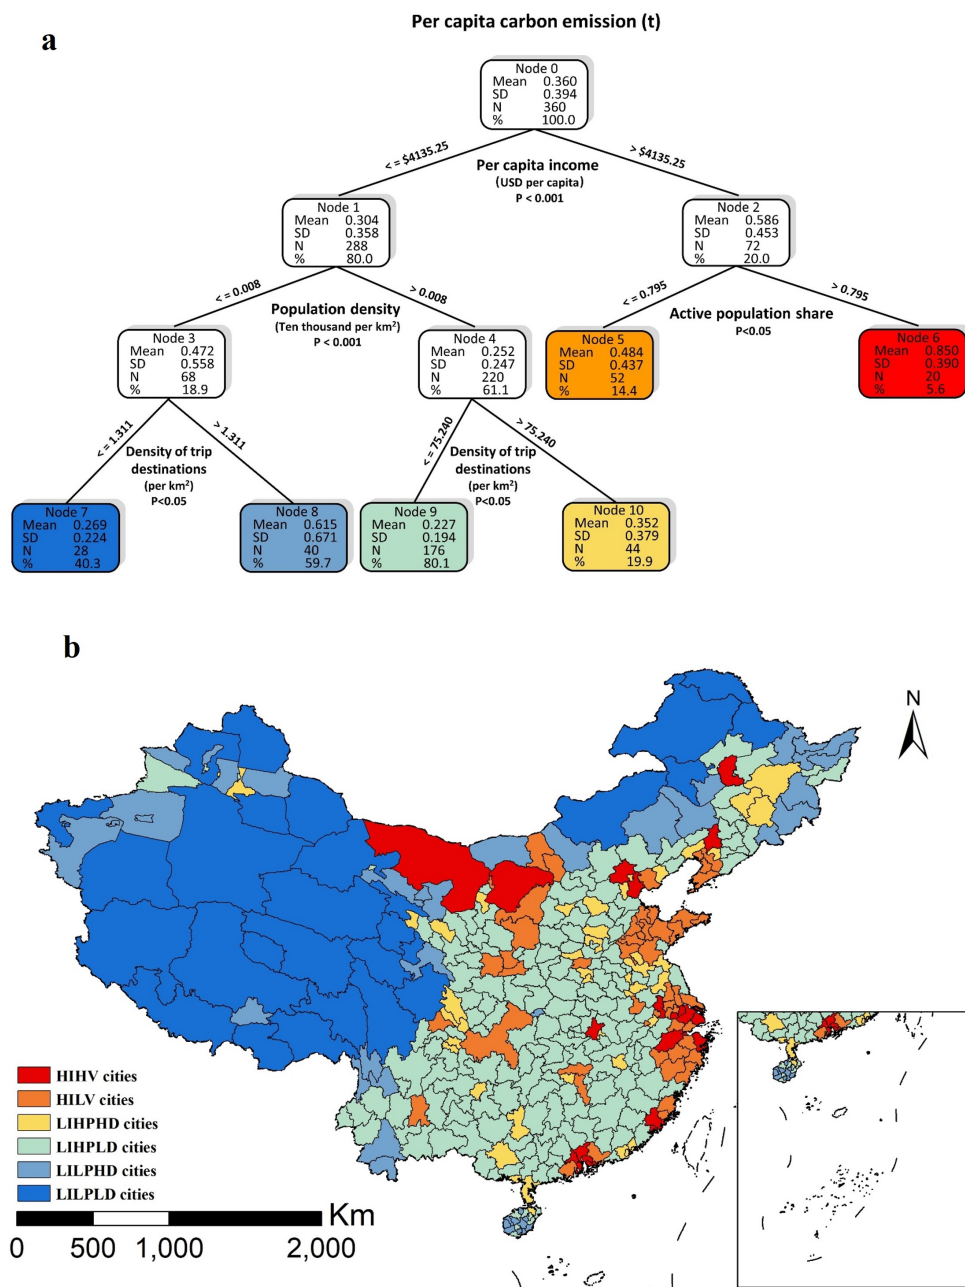 Per capita carbon emission (t)
a
Node 0
Mean 0.360
SD 0.394
N 360
% 100.0
< = $4135.25
> $4135.25
Per capita income
(USD per capita)
P < 0.001
Node 1
Mean 0.304
SD 0.358
N 288
% 80.0
Node 2
Mean 0.586
SD 0.453
N 72
% 20.0
< = 0.008
> 0.008
Population density
(Ten thousand per km²)
P < 0.001
< = 0.795
> 0.795
Active population share
P<0.05
Node 3
Mean 0.472
SD 0.558
N 68
% 18.9
Node 4
Mean 0.252
SD 0.247
N 220
% 61.1
Node 5
Mean 0.484
SD 0.437
N 52
% 14.4
Node 6
Mean 0.850
SD 0.390
N 20
% 5.6
< = 1.311
> 1.311
Density of trip
destinations
(per km²)
P<0.05
< = 75.240
> 75.240
Density of trip
destinations
(per km²)
P<0.05
Node 7
Mean 0.269
SD 0.224
N 28
% 40.3
Node 8
Mean 0.615
SD 0.671
N 40
% 59.7
Node 9
Mean 0.227
SD 0.194
N 176
% 80.1
Node 10
Mean 0.352
SD 0.379
N 44
% 19.9
b
N
HIHV cities
HILV cities
LIHPHD cities
LIHPLD cities
LILPHD cities
LILPLD cities
Km
0 500 1,000 2,000